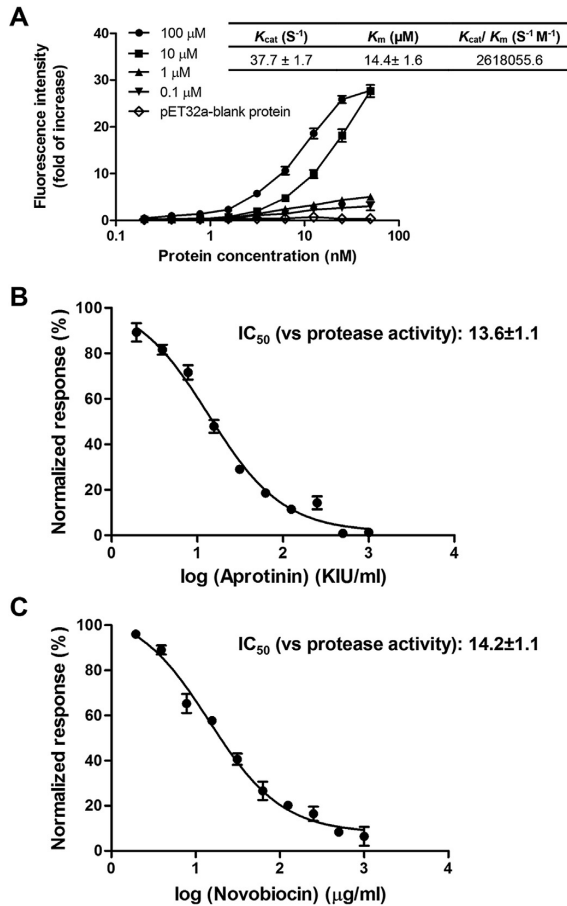 A
100 μM
10 μM
1 μM
0.1 μM
pET32a-blank protein
Kcat (S-1) Km (μM) Kcat/ Km (S-1 M-1)
37.7 ± 1.7 14.4± 1.6 2618055.6
Fluorescence intensity
(fold of increase)
40
30
20
10
0
0.1 1 10 100
Protein concentration (nM)
B
IC50 (vs protease activity): 13.6±1.1
Normalized response (%)
100
80
60
40
20
0
0 1 2 3 4
log (Aprotinin) (KIU/ml)
C
IC50 (vs protease activity): 14.2±1.1
Normalized response (%)
100
80
60
40
20
0
0 1 2 3 4
log (Novobiocin) (μg/ml)